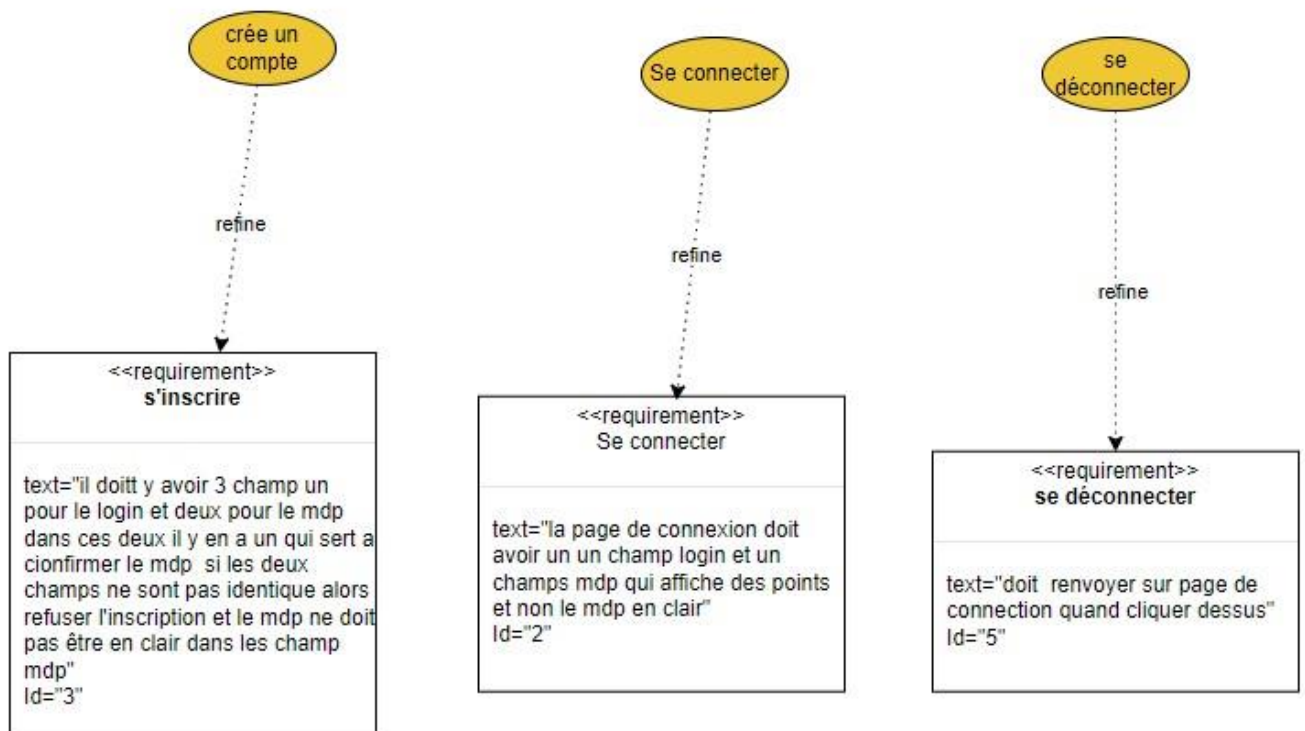 crée un
compte
Se connecter
se
déconnecter
refine
refine
refine
<<requirement>>
s'inscrire
text="il doitt y avoir 3 champ un
pour le login et deux pour le mdp
dans ces deux il y en a un qui sert a
cionfirmer le mdp  si les deux
champs ne sont pas identique alors
refuser l'inscription et le mdp ne doit
pas être en clair dans les champ
mdp"
Id="3"
<<requirement>>
Se connecter
text="la page de connexion doit
avoir un un champ login et un
champs mdp qui affiche des points
et non le mdp en clair"
Id="2"
<<requirement>>
se déconnecter
text="doit  renvoyer sur page de
connection quand cliquer dessus"
Id="5"